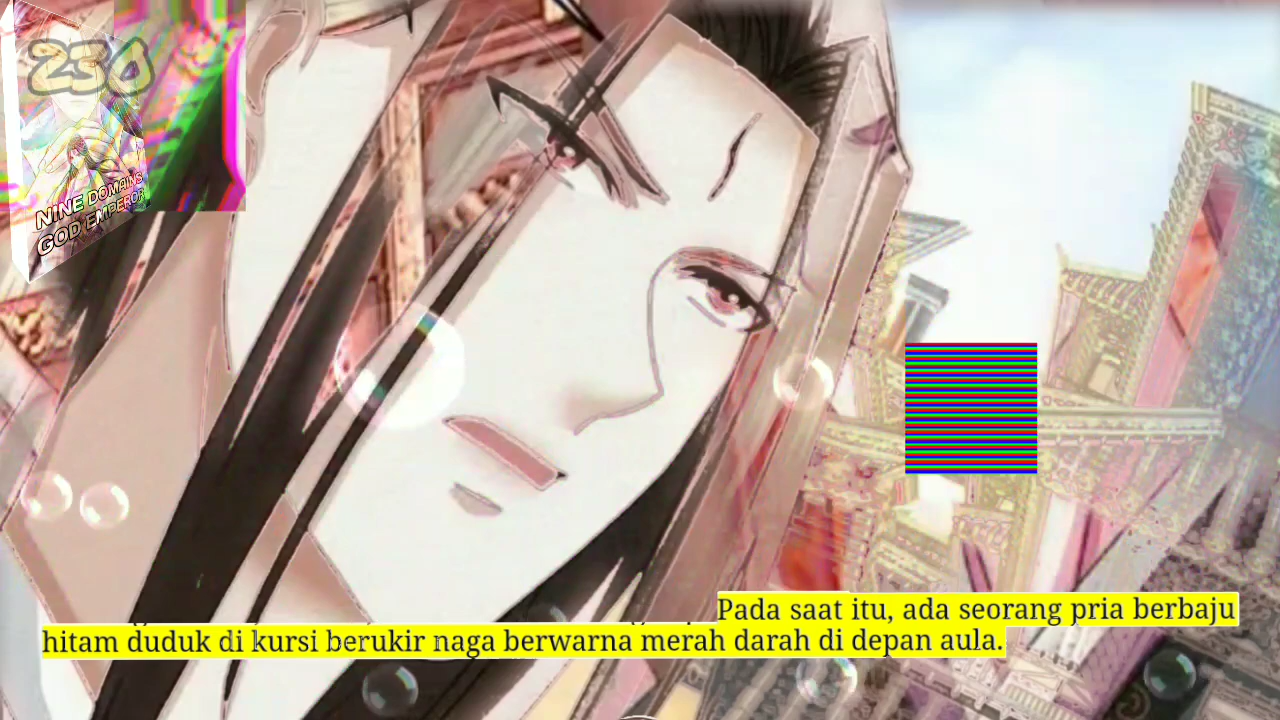 250
NINE DOMAINS
GOD EMPEROR
Pada saat itu, ada seorang pria berbaju
hitam duduk di kursi berukir naga berwarna merah darah di depan aula.